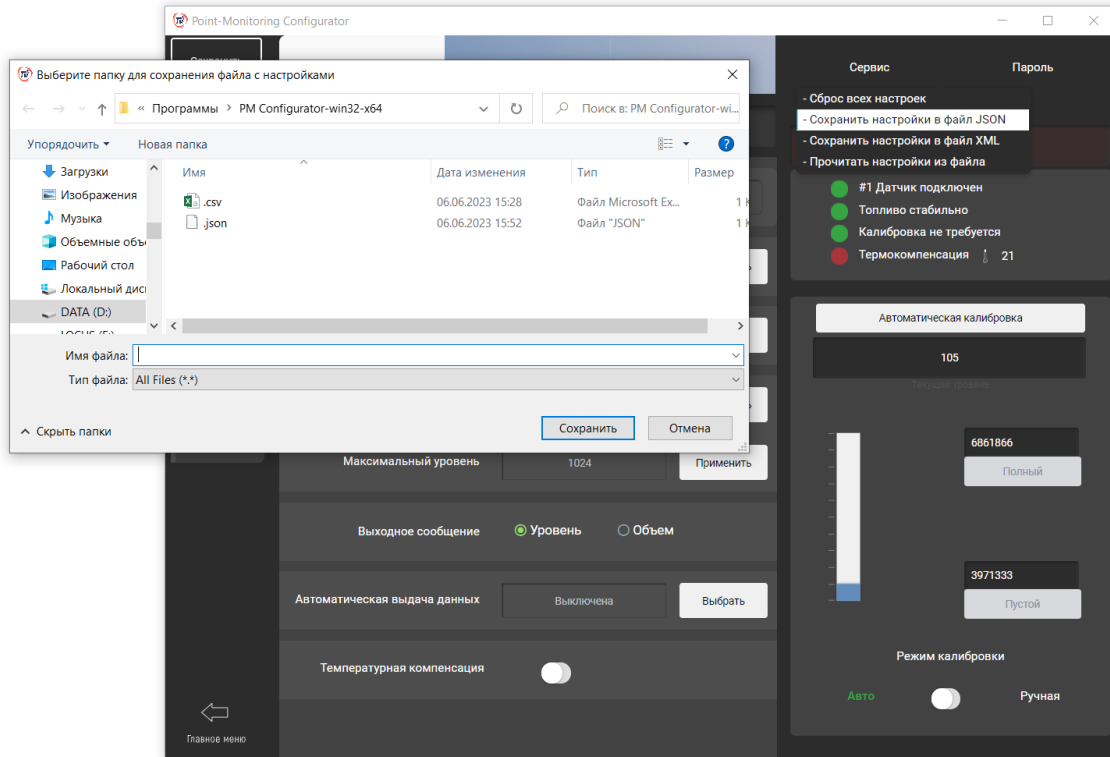 Point-Monitoring Configurator
Выберите папку для сохранения файла с настройками
« Программы > PM Configurator-win32-x64
Поиск в: PM Configurator-wi...
Упорядочить
Новая папка
Загрузки
Изображения
Музыка
Объемные объ
Рабочий стол
Локальный дис
DATA (D:)
Имя
Дата изменения
Тип
Размер
.csv
06.06.2023 15:28
Файл Microsoft Ex...
1
.json
06.06.2023 15:52
Файл "JSON"
1
Имя файла:
Тип файла: All Files (*.*)
Скрыть папки
Сохранить
Отмена
Сервис
Пароль
- Сброс всех настроек
- Сохранить настройки в файл JSON
- Сохранить настройки в файл XML
- Прочитать настройки из файла
#1 Датчик подключен
Топливо стабильно
Калибровка не требуется
Термокомпенсация 21
Автоматическая калибровка
105
Текущий уровень
6861866
Полный
3971333
Пустой
Режим калибровки
Авто
Ручная
Максимальный уровень
1024
Применить
Выходное сообщение
Уровень
Объем
Автоматическая выдача данных
Выключена
Выбрать
Температурная компенсация
Главное меню